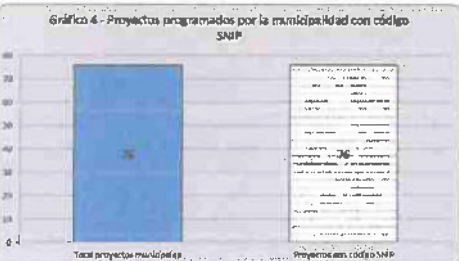 Gráfico 4 - Proyectos programados por la municipalidad con código
SNIP
80
70
60
50
40
30
20
10
0
76
76
Total proyectos municipales
Proyectos con código SNIP